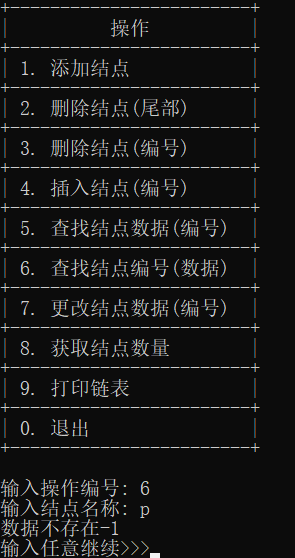 操作
1. 添加结点
2. 删除结点(尾部)
3. 删除结点(编号)
4. 插入结点(编号)
5. 查找结点数据(编号)
6. 查找结点编号(数据)
7. 更改结点数据(编号)
8. 获取结点数量
9. 打印链表
0. 退出
输入操作编号: 6
输入结点名称: p
数据不存在-1
输入任意继续>>>